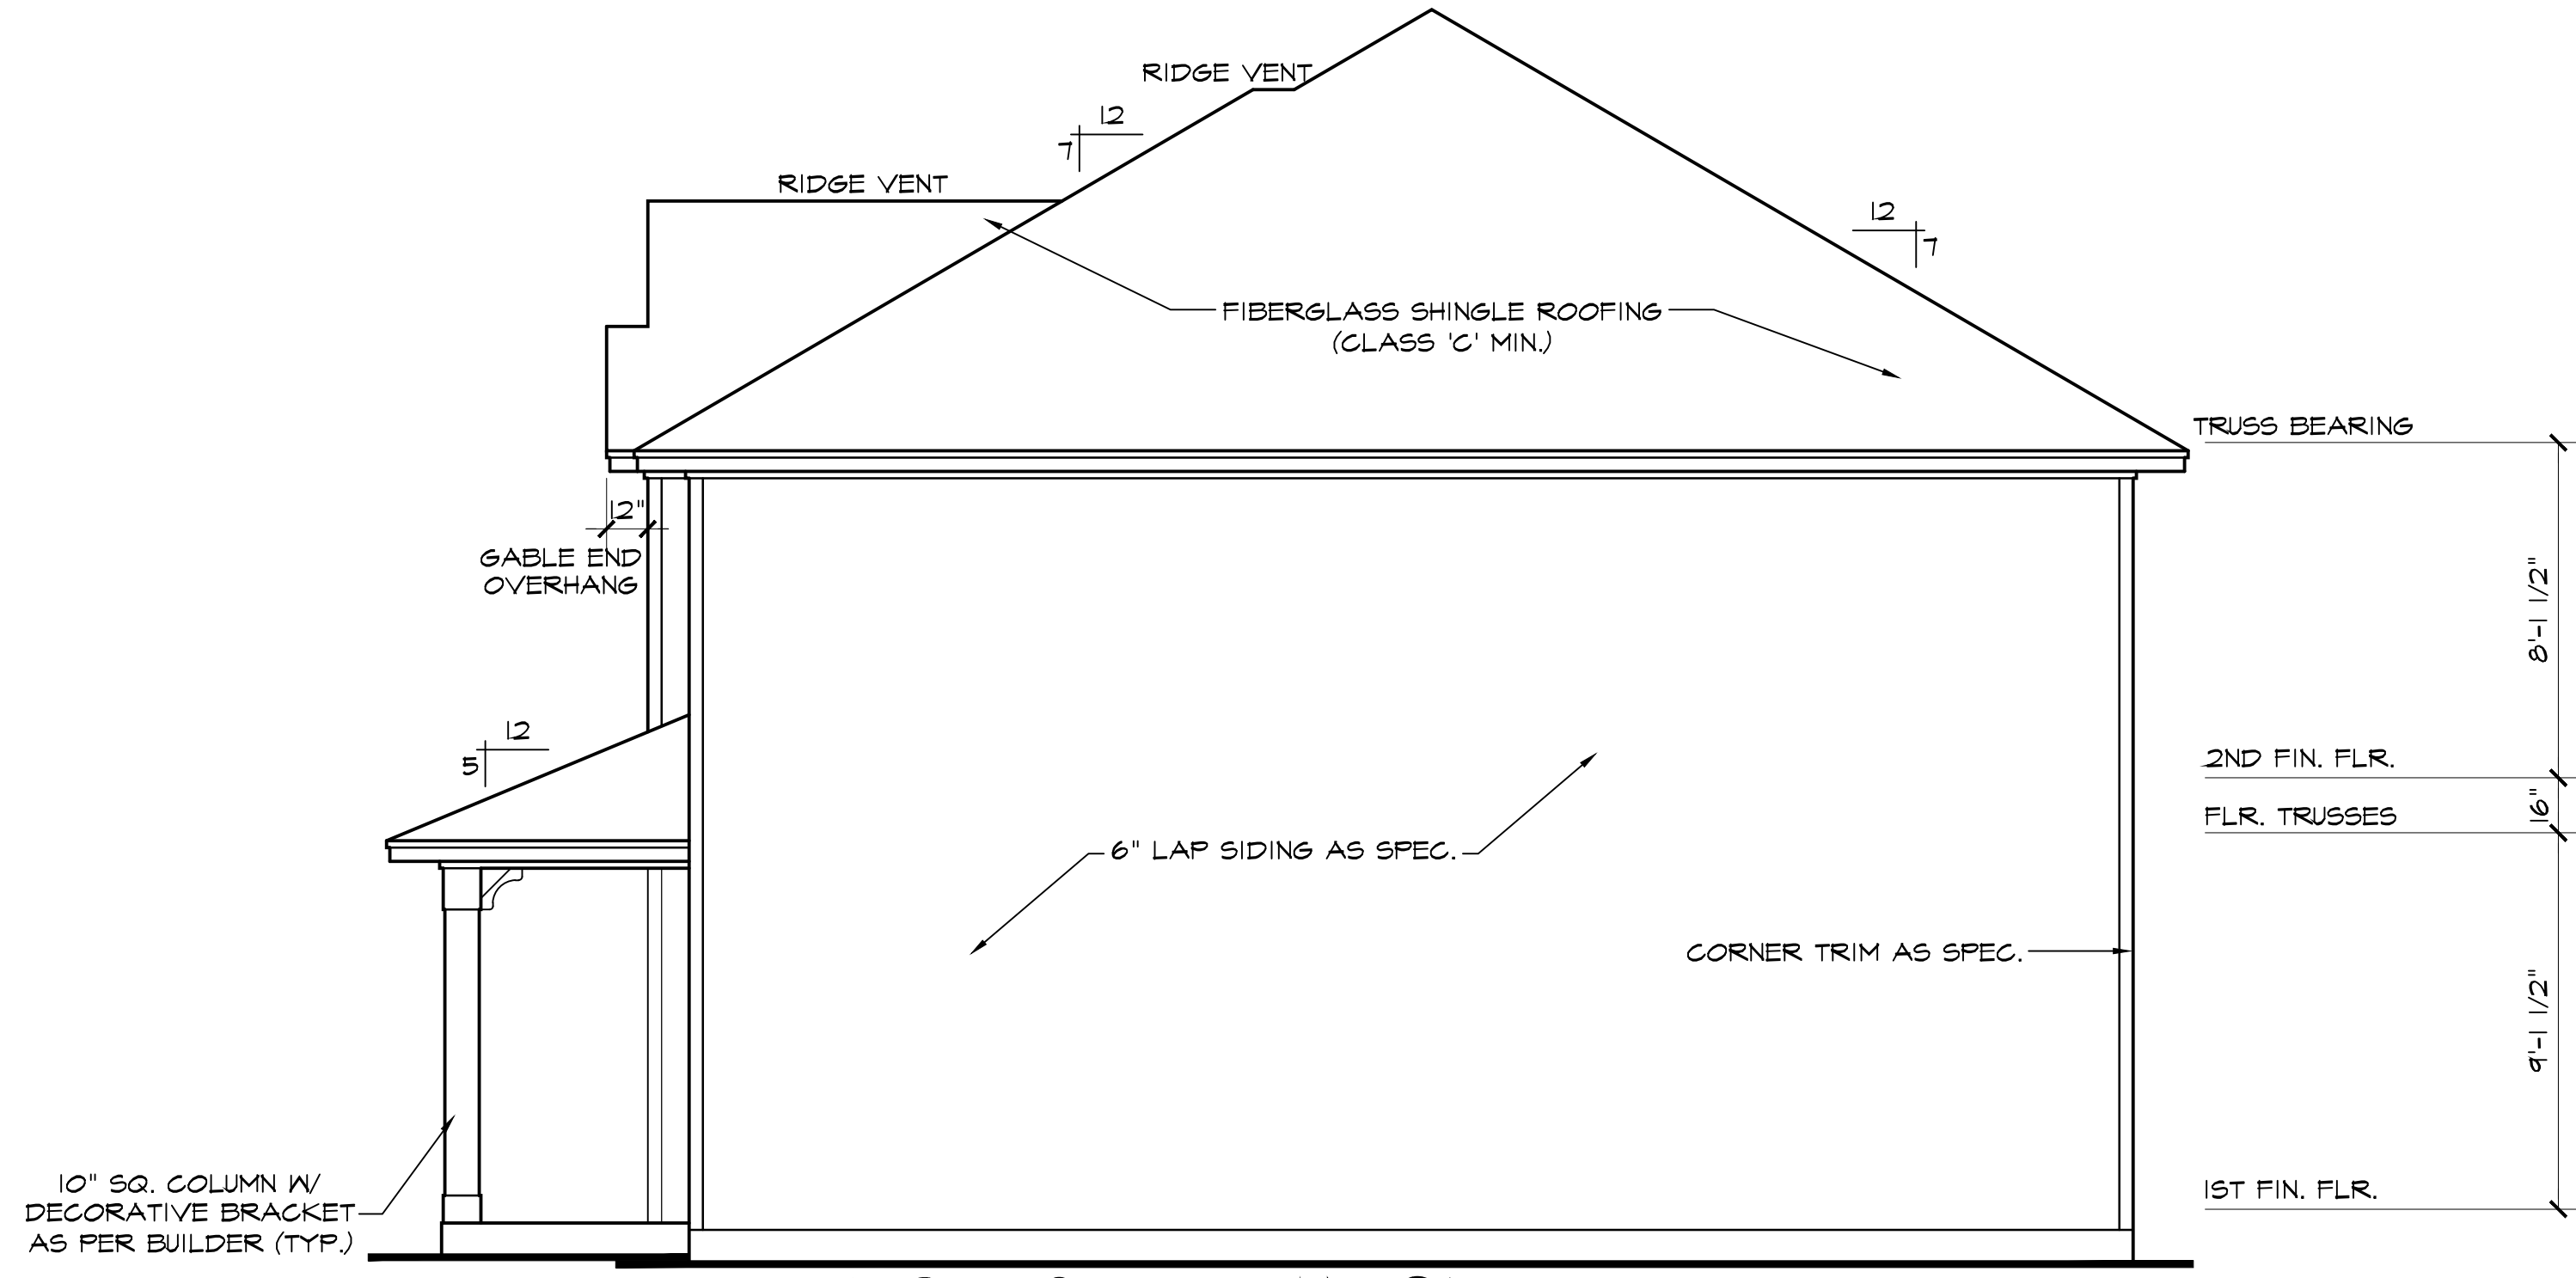 RIDGE VENT
12
7
RIDGE VENT
12
7
FIBERGLASS SHINGLE ROOFING
(CLASS 'C' MIN.)
TRUSS BEARING
12"
GABLE END
OVERHANG
8'-1 1/2"
12
5
2ND FIN. FLR.
16"
FLR. TRUSSES
6" LAP SIDING AS SPEC.
CORNER TRIM AS SPEC.
9'-1 1/2"
10" SQ. COLUMN W/
DECORATIVE BRACKET
AS PER BUILDER (TYP.)
1ST FIN. FLR.